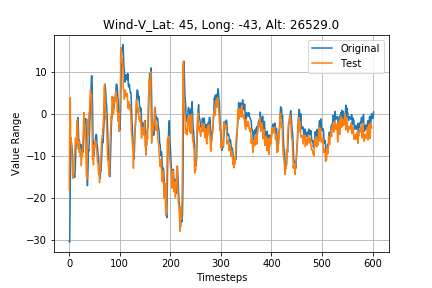 Wind-V_Lat: 45, Long: -43, Alt: 26529.0
Original
Test
Value Range
10
0
−10
−20
−30
0 100 200 300 400 500 600
Timesteps